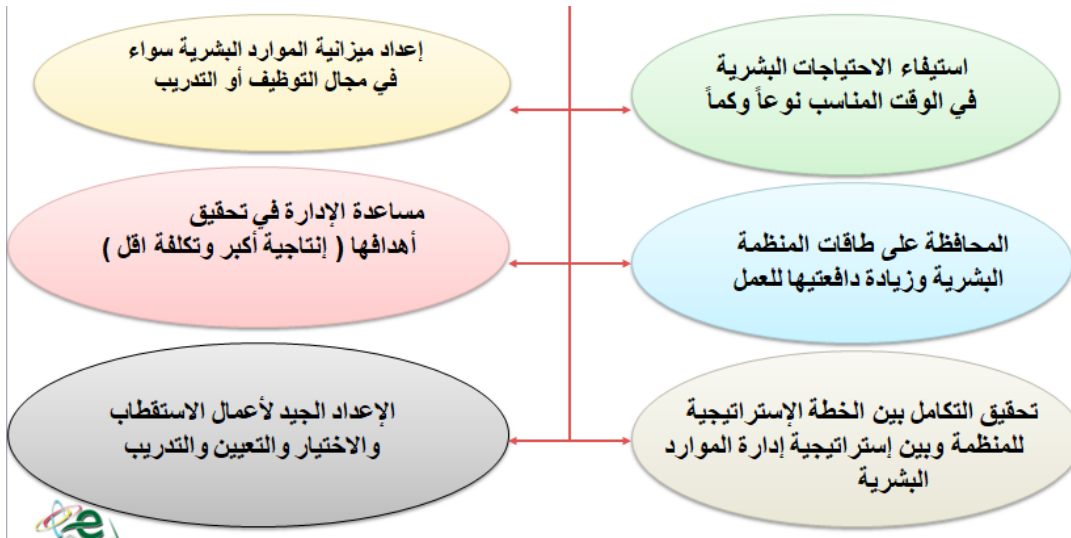 استيفاء الاحتياجات البشرية
في الوقت المناسب نوعاً وكماً
إعداد ميزانية الموارد البشرية سواء
في مجال التوظيف أو التدريب
المحافظة على طاقات المنظمة
البشرية وزيادة دافعتيها للعمل
مساعدة الإدارة في تحقيق
أهدافها ( إنتاجية أكبر وتكلفة اقل )
تحقيق التكامل بين الخطة الإستراتيجية
للمنظمة وبين إستراتيجية إدارة الموارد
البشرية
الإعداد الجيد لأعمال الاستقطاب
والاختيار والتعيين والتدريب
e